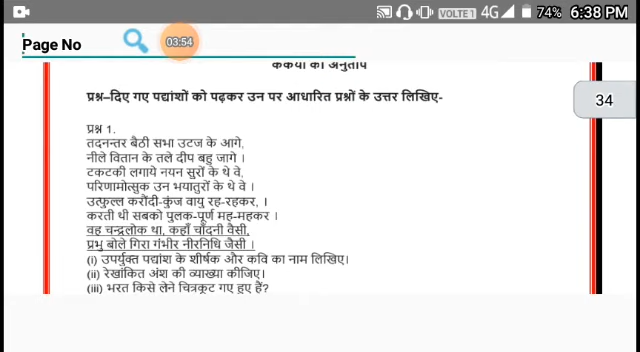 VOLTE 1 4G 74% 6:38 PM
Page No 03:54
कैकेयी का अनुताप
34
प्रश्न–दिए गए पद्यांशों को पढ़कर उन पर आधारित प्रश्नों के उत्तर लिखिए-
प्रश्न 1.
तदनन्तर बैठी सभा उटज के आगे,
नीले वितान के तले दीप बहु जागे ।
टकटकी लगाये नयन सुरों के थे वे,
परिणामोत्सुक उन भयातुरों के थे वे ।
उत्फुल्ल करौंदी-कुंज वायु रह-रहकर, ।
करती थी सबको पुलक-पूर्ण मह-महकर ।
वह चन्द्रलोक था, कहाँ चाँदनी वैसी,
प्रभु बोले गिरा गंभीर नीरनिधि जैसी ।
(i) उपर्युक्त पद्यांश के शीर्षक और कवि का नाम लिखिए।
(ii) रेखांकित अंश की व्याख्या कीजिए।
(iii) भरत किसे लेने चित्रकूट गए हुए हैं?